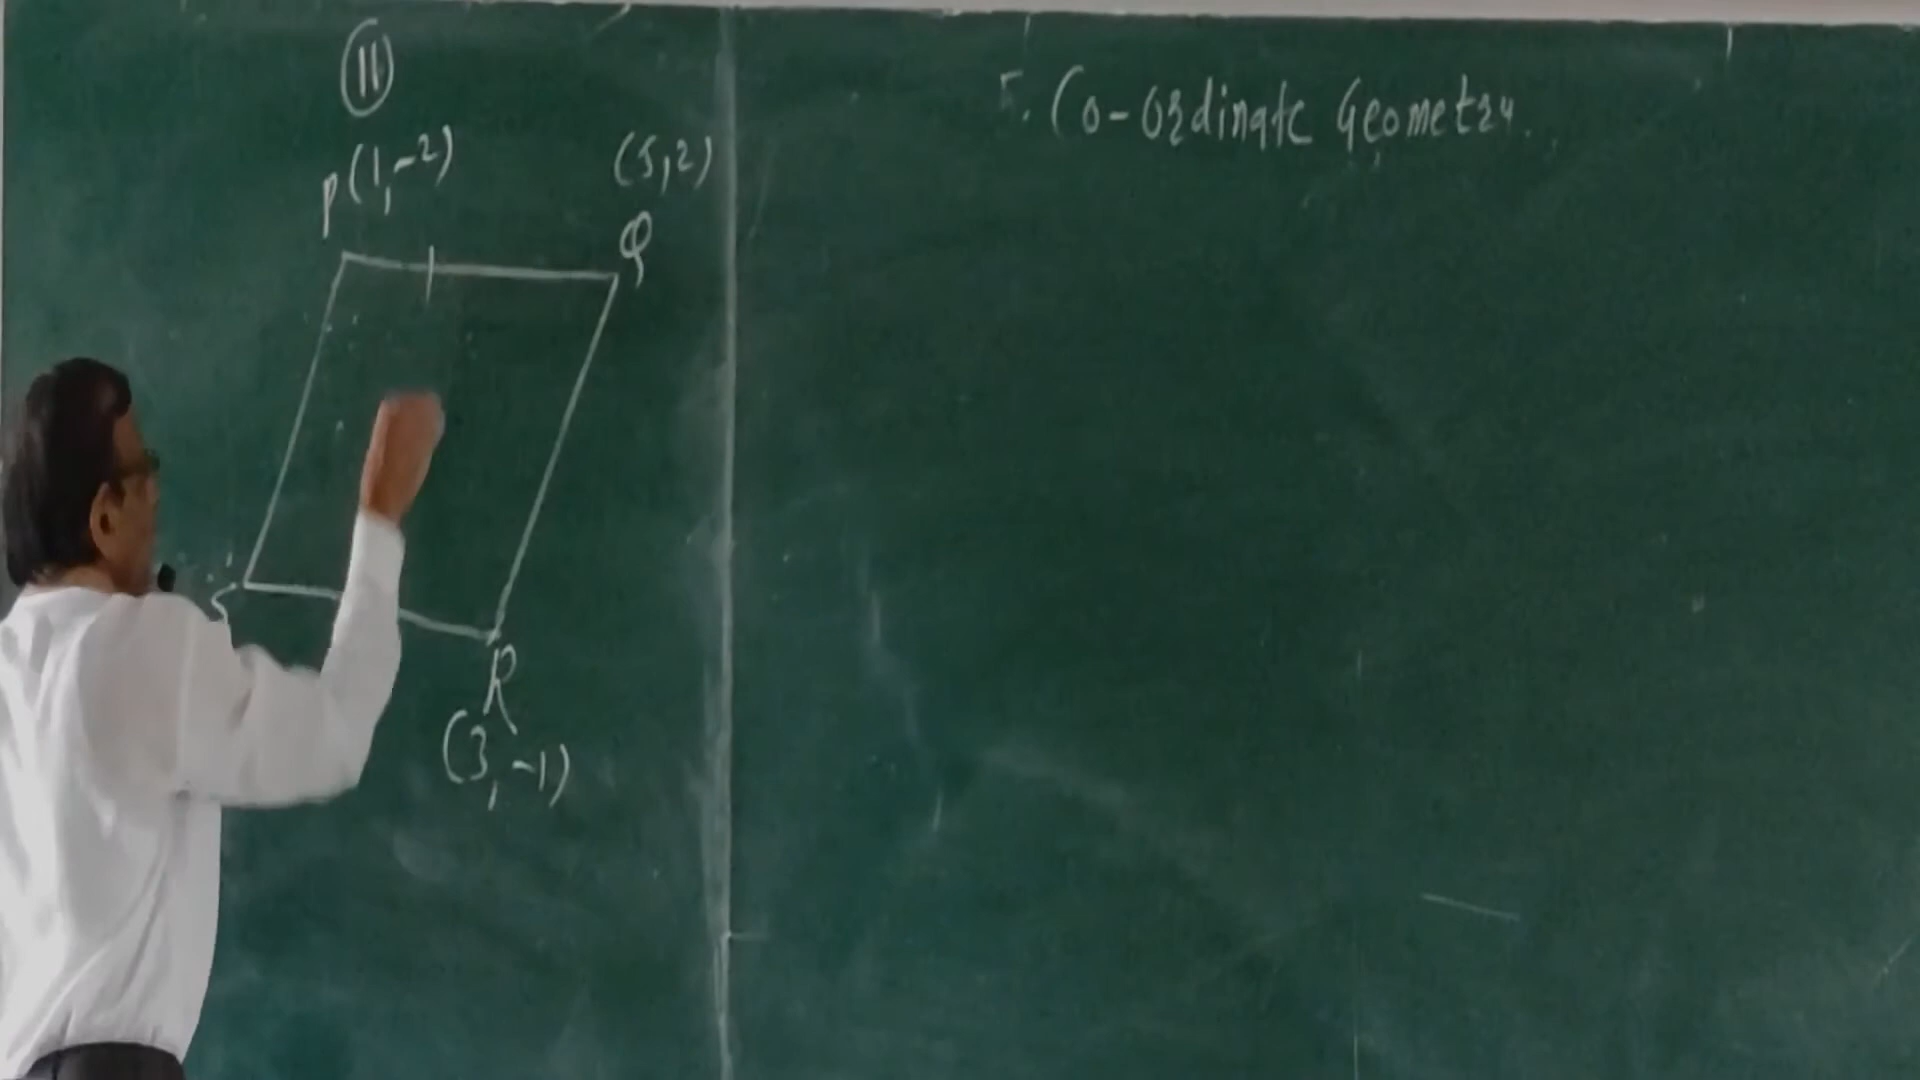 11
P(1,-2)
(5,2)
Q
S
R
(3,-1)
5. Co-ordinate Geometry.